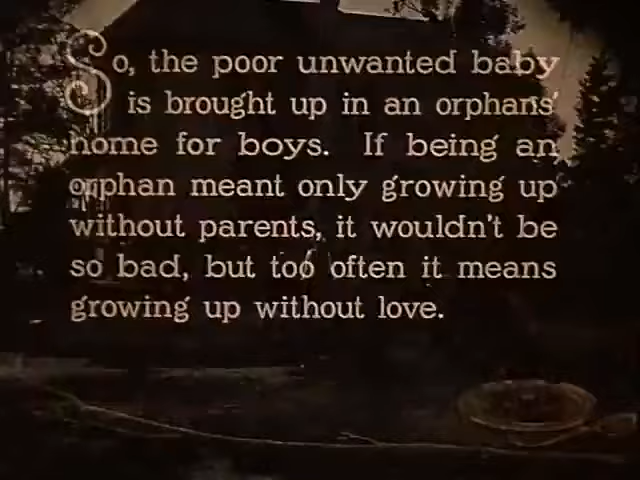 So, the poor unwanted baby
is brought up in an orphans'
home for boys. If being an
orphan meant only growing up
without parents, it wouldn't be
so bad, but too often it means
growing up without love.